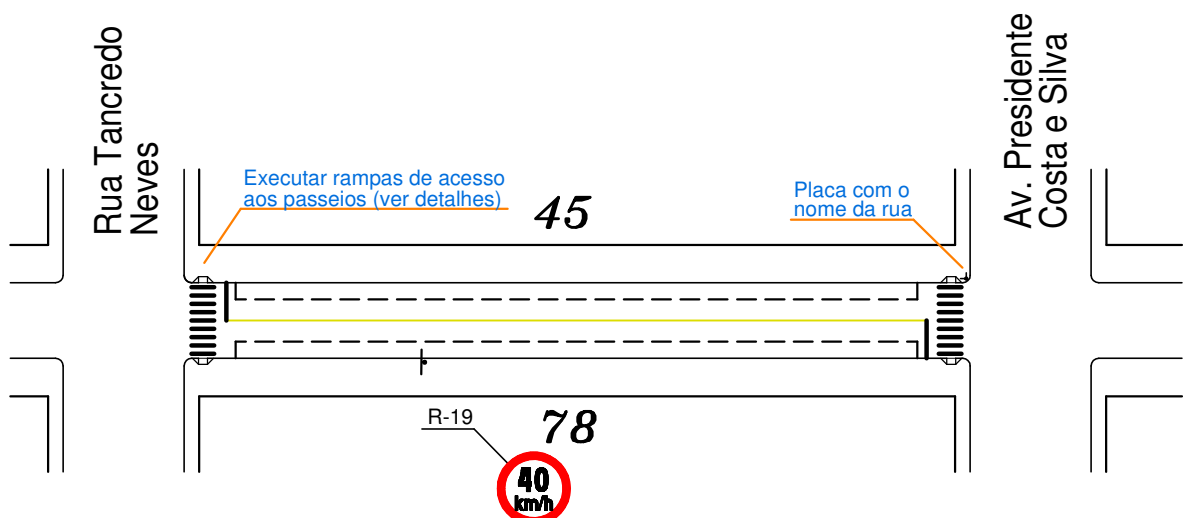 Rua Tancredo
Neves
Executar rampas de acesso
aos passeios (ver detalhes)
45
Placa com o
nome da rua
Av. Presidente
Costa e Silva
R-19
78
40
km/h